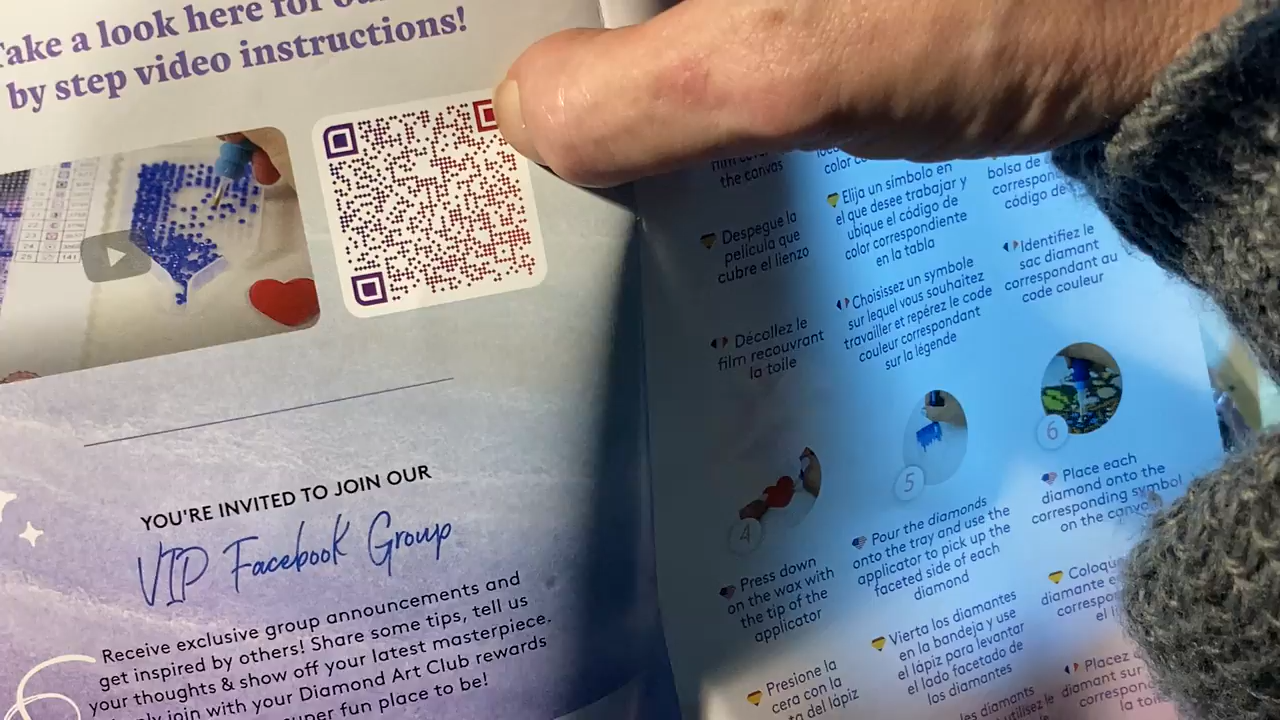 Take a look here for
by step video instructions!
YOU'RE INVITED TO JOIN OUR
VIP Facebook Group
Receive exclusive group announcements and
get inspired by others! Share some tips, tell us
your thoughts & show off your latest masterpiece.
join with your Diamond Art Club rewards
super fun place to be!
film
the canvas
Despegue la
película que
cubre el lienzo
Décollez le
film recouvrant
la toile
color
Elija un símbolo en
el que desee trabajar y
ubique el código de
color correspondiente
en la tabla
Choisissez un symbole
sur lequel vous souhaitez
travailler et repérez le code
couleur correspondant
sur la légende
bolsa de
código de
Identifiez le
sac diamant
correspondant au
code couleur
4
Press down
on the wax with
the tip of the
applicator
Presione la
cera con la
del lápiz
5
Pour the diamonds
onto the tray and use the
applicator to pick up the
faceted side of each
diamond
Vierta los diamantes
en la bandeja y use
el lápiz para levantar
el lado facetado de
los diamantes
les diamants
utilisez le
6
Place each
diamond onto the
corresponding symbol
on the canvas
diamante
Placez
diamant sur
la toile